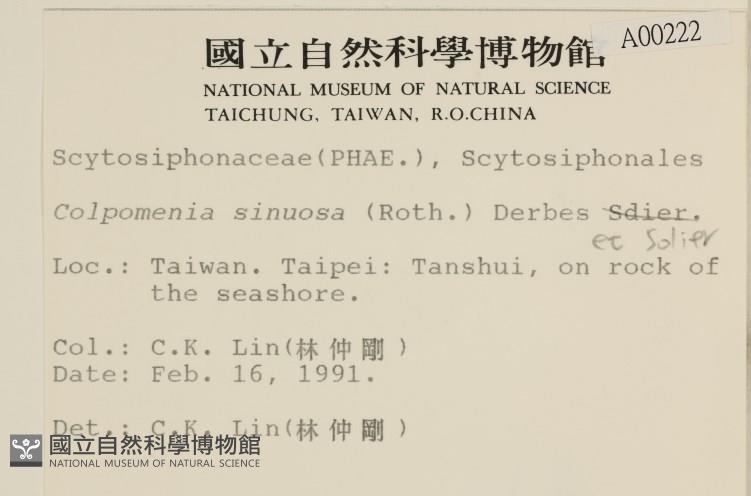 國立自然科學博物館
A00222
NATIONAL MUSEUM OF NATURAL SCIENCE
TAICHUNG, TAIWAN, R.O.CHINA
Scytosiphonaceae(PHAE.), Scytosiphonales
Colpomenia sinuosa (Roth.) Derbes Sdier.
et Solier
Loc.: Taiwan. Taipei: Tanshui, on rock of
the seashore.
Col.: C.K. Lin(林仲剛)
Date: Feb. 16, 1991.
Det.: C.K. Lin(林仲剛)
國立自然科學博物館
NATIONAL MUSEUM OF NATURAL SCIENCE